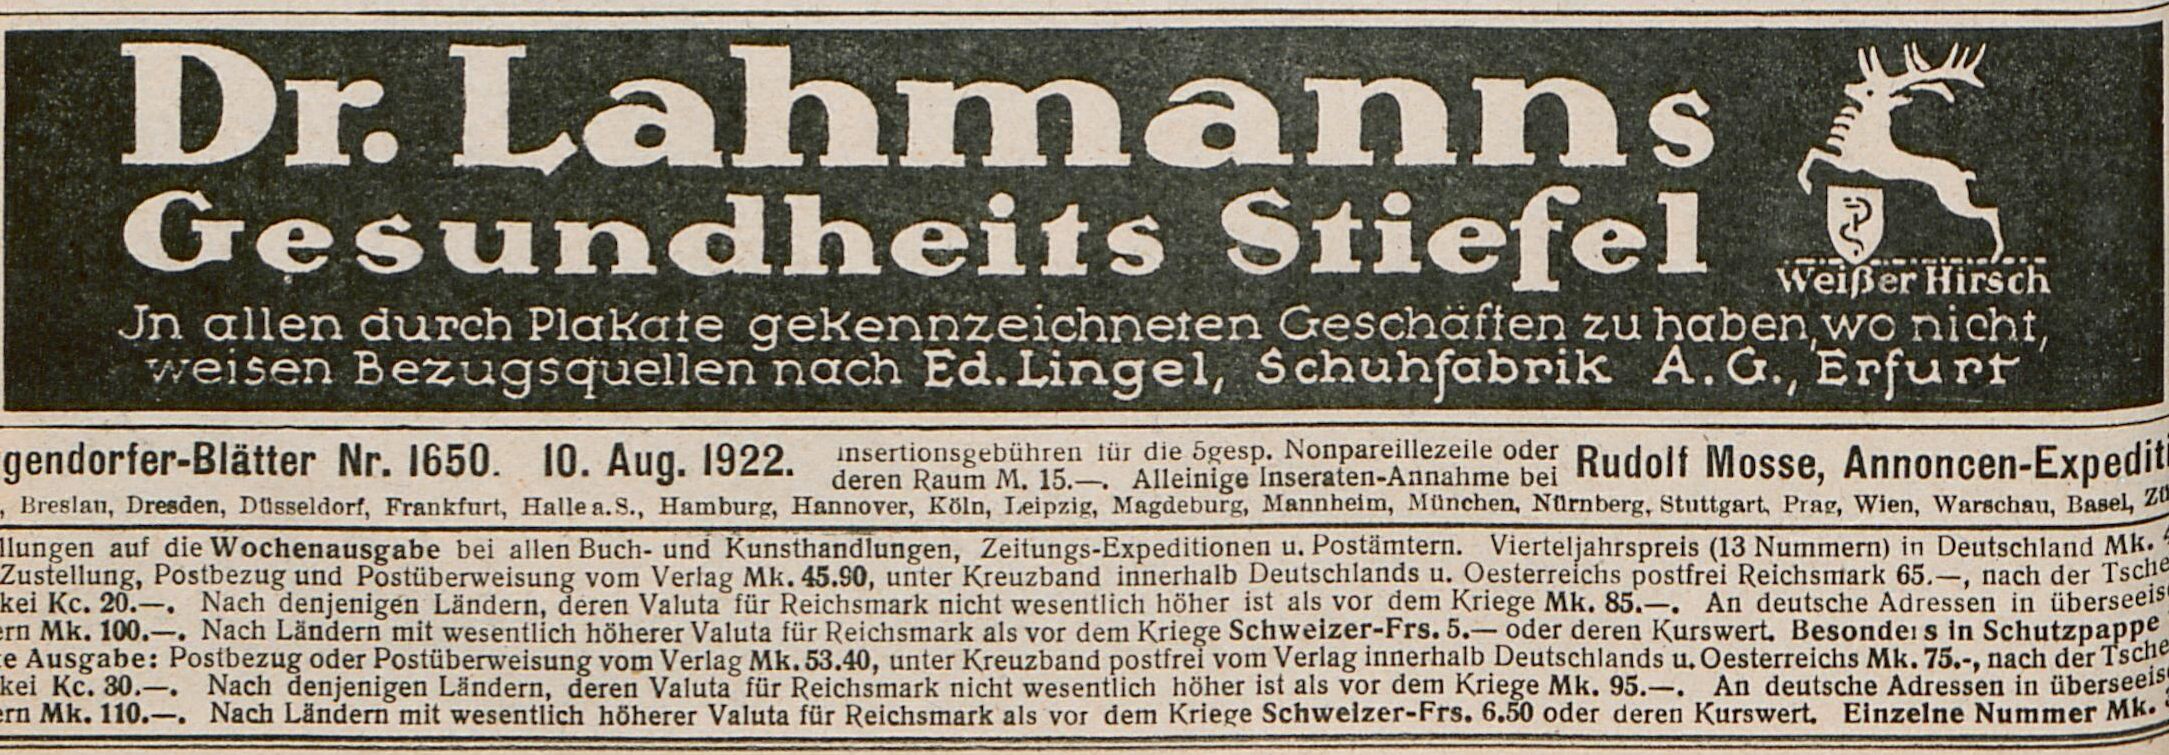 Dr. Lahmanns
Gesundheits Stiefel
Weißer Hirsch
In allen durch Plakate gekennzeichneten Geschäften zu haben, wo nicht,
weisen Bezugsquellen nach Ed. Lingel, Schuhfabrik A. G., Erfurt
gendorfer-Blätter Nr. 1650. 10. Aug. 1922.
Insertionsgebühren für die 5gesp. Nonpareillezeile oder
deren Raum M. 15.—. Alleinige Inseraten-Annahme bei
Rudolf Mosse, Annoncen-Expediti
, Breslau, Dresden, Düsseldorf, Frankfurt, Halle a. S., Hamburg, Hannover, Köln, Leipzig, Magdeburg, Mannheim, München, Nürnberg, Stuttgart, Prag, Wien, Warschau, Basel, Zü
llungen auf die Wochenausgabe bei allen Buch- und Kunsthandlungen, Zeitungs-Expeditionen u. Postämtern. Vierteljahrspreis (13 Nummern) in Deutschland Mk.
Zustellung, Postbezug und Postüberweisung vom Verlag Mk. 45.90, unter Kreuzband innerhalb Deutschlands u. Oesterreichs postfrei Reichsmark 65.—, nach der Tsche
kei Kc. 20.—. Nach denjenigen Ländern, deren Valuta für Reichsmark nicht wesentlich höher ist als vor dem Kriege Mk. 85.—. An deutsche Adressen in überseeis
ern Mk. 100.—. Nach Ländern mit wesentlich höherer Valuta für Reichsmark als vor dem Kriege Schweizer-Frs. 5.— oder deren Kurswert. Besonders in Schutzpappe
e Ausgabe: Postbezug oder Postüberweisung vom Verlag Mk. 53.40, unter Kreuzband postfrei vom Verlag innerhalb Deutschlands u. Oesterreichs Mk. 75.-, nach der Tsche
kei Kc. 30.—. Nach denjenigen Ländern, deren Valuta für Reichsmark nicht wesentlich höher ist als vor dem Kriege Mk. 95.—. An deutsche Adressen in überseeis
ern Mk. 110.—. Nach Ländern mit wesentlich höherer Valuta für Reichsmark als vor dem Kriege Schweizer-Frs. 6.50 oder deren Kurswert. Einzelne Nummer Mk.